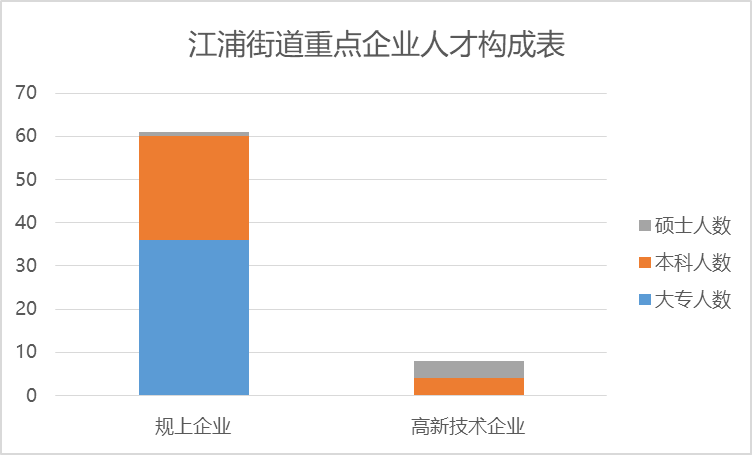 江浦街道重点企业人才构成表
70
60
50
40
30
20
10
0
规上企业
高新技术企业
硕士人数
本科人数
大专人数